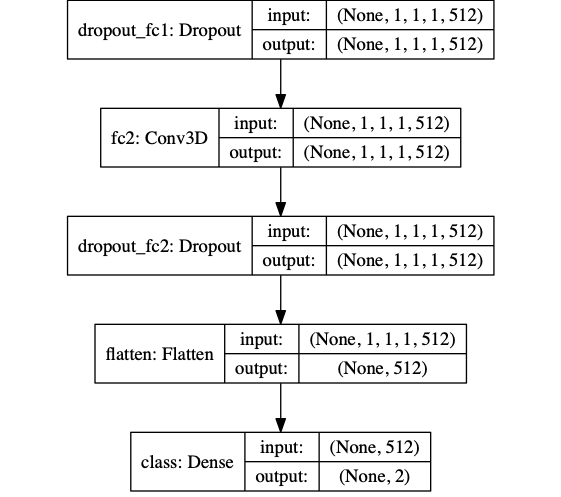 dropout_fc1: Dropout
input: (None, 1, 1, 1, 512)
output: (None, 1, 1, 1, 512)
fc2: Conv3D
input: (None, 1, 1, 1, 512)
output: (None, 1, 1, 1, 512)
dropout_fc2: Dropout
input: (None, 1, 1, 1, 512)
output: (None, 1, 1, 1, 512)
flatten: Flatten
input: (None, 1, 1, 1, 512)
output: (None, 512)
class: Dense
input: (None, 512)
output: (None, 2)